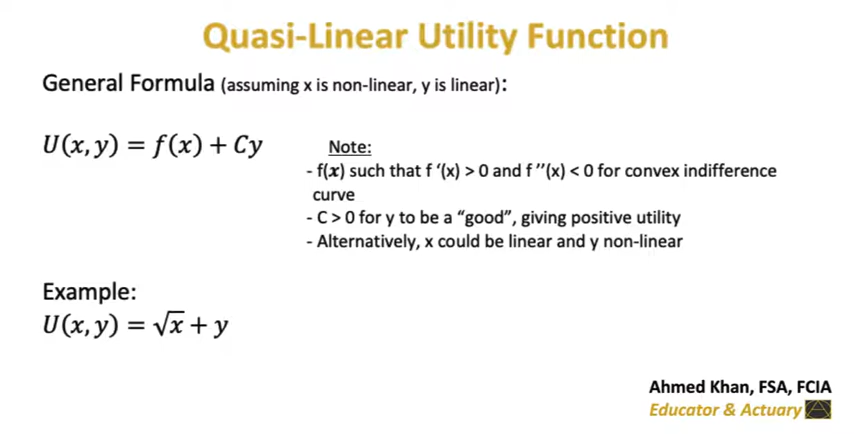 Quasi-Linear Utility Function
General Formula (assuming x is non-linear, y is linear):
U(x, y) = f(x) + Cy
Note:
- f(x) such that f '(x) > 0 and f ''(x) < 0 for convex indifference
curve
- C > 0 for y to be a “good”, giving positive utility
- Alternatively, x could be linear and y non-linear
Example:
U(x, y) = √x + y
Ahmed Khan, FSA, FCIA
Educator & Actuary